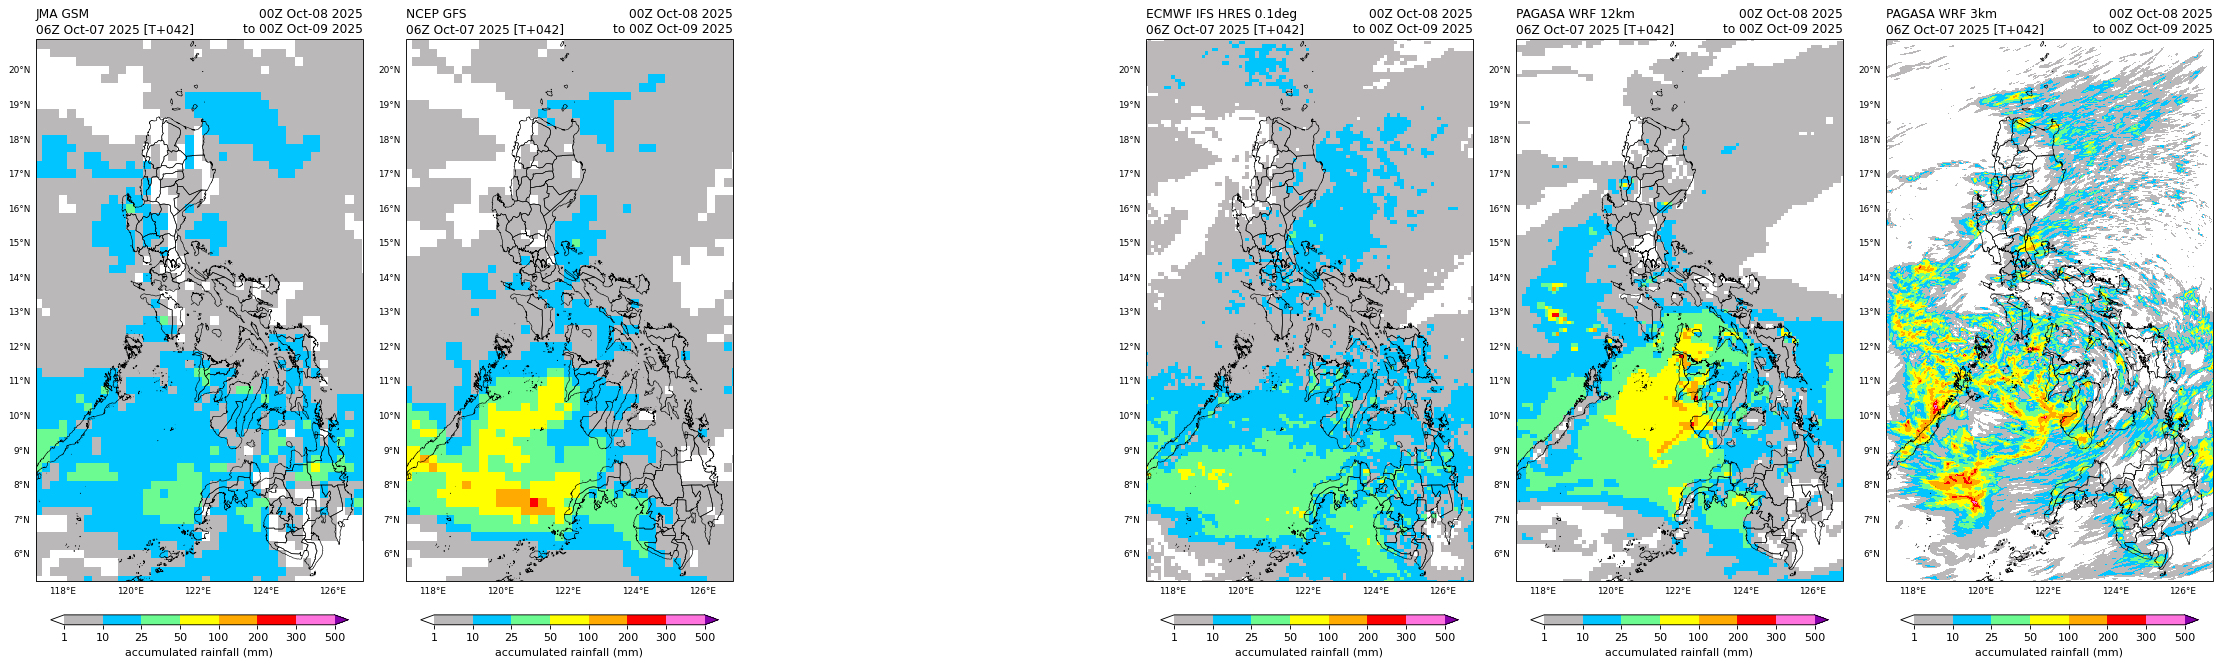 JMA GSM 00Z Oct-08 2025
06Z Oct-07 2025 [T+042] to 00Z Oct-09 2025
20°N
19°N
18°N
17°N
16°N
15°N
14°N
13°N
12°N
11°N
10°N
9°N
8°N
7°N
6°N
118°E 120°E 122°E 124°E 126°E
1 10 25 50 100 200 300 500
accumulated rainfall (mm)
NCEP GFS 00Z Oct-08 2025
06Z Oct-07 2025 [T+042] to 00Z Oct-09 2025
20°N
19°N
18°N
17°N
16°N
15°N
14°N
13°N
12°N
11°N
10°N
9°N
8°N
7°N
6°N
118°E 120°E 122°E 124°E 126°E
1 10 25 50 100 200 300 500
accumulated rainfall (mm)
ECMWF IFS HRES 0.1deg 00Z Oct-08 2025
06Z Oct-07 2025 [T+042] to 00Z Oct-09 2025
20°N
19°N
18°N
17°N
16°N
15°N
14°N
13°N
12°N
11°N
10°N
9°N
8°N
7°N
6°N
118°E 120°E 122°E 124°E 126°E
1 10 25 50 100 200 300 500
accumulated rainfall (mm)
PAGASA WRF 12km 00Z Oct-08 2025
06Z Oct-07 2025 [T+042] to 00Z Oct-09 2025
20°N
19°N
18°N
17°N
16°N
15°N
14°N
13°N
12°N
11°N
10°N
9°N
8°N
7°N
6°N
118°E 120°E 122°E 124°E 126°E
1 10 25 50 100 200 300 500
accumulated rainfall (mm)
PAGASA WRF 3km 00Z Oct-08 2025
06Z Oct-07 2025 [T+042] to 00Z Oct-09 2025
20°N
19°N
18°N
17°N
16°N
15°N
14°N
13°N
12°N
11°N
10°N
9°N
8°N
7°N
6°N
118°E 120°E 122°E 124°E 126°E
1 10 25 50 100 200 300 500
accumulated rainfall (mm)